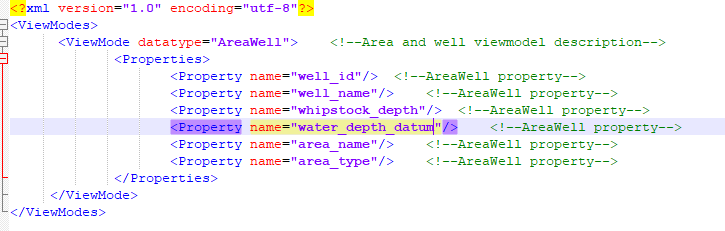 <?xml version="1.0" encoding="utf-8"?>
<ViewModes>
<ViewMode datatype="AreaWell"> <!--Area and well viewmodel description-->
<Properties>
<Property name="well_id"/> <!--AreaWell property-->
<Property name="well_name"/> <!--AreaWell property-->
<Property name="whipstock_depth"/> <!--AreaWell property-->
<Property name="water_depth_datum"/> <!--AreaWell property-->
<Property name="area_name"/> <!--AreaWell property-->
<Property name="area_type"/> <!--AreaWell property-->
</Properties>
</ViewMode>
</ViewModes>